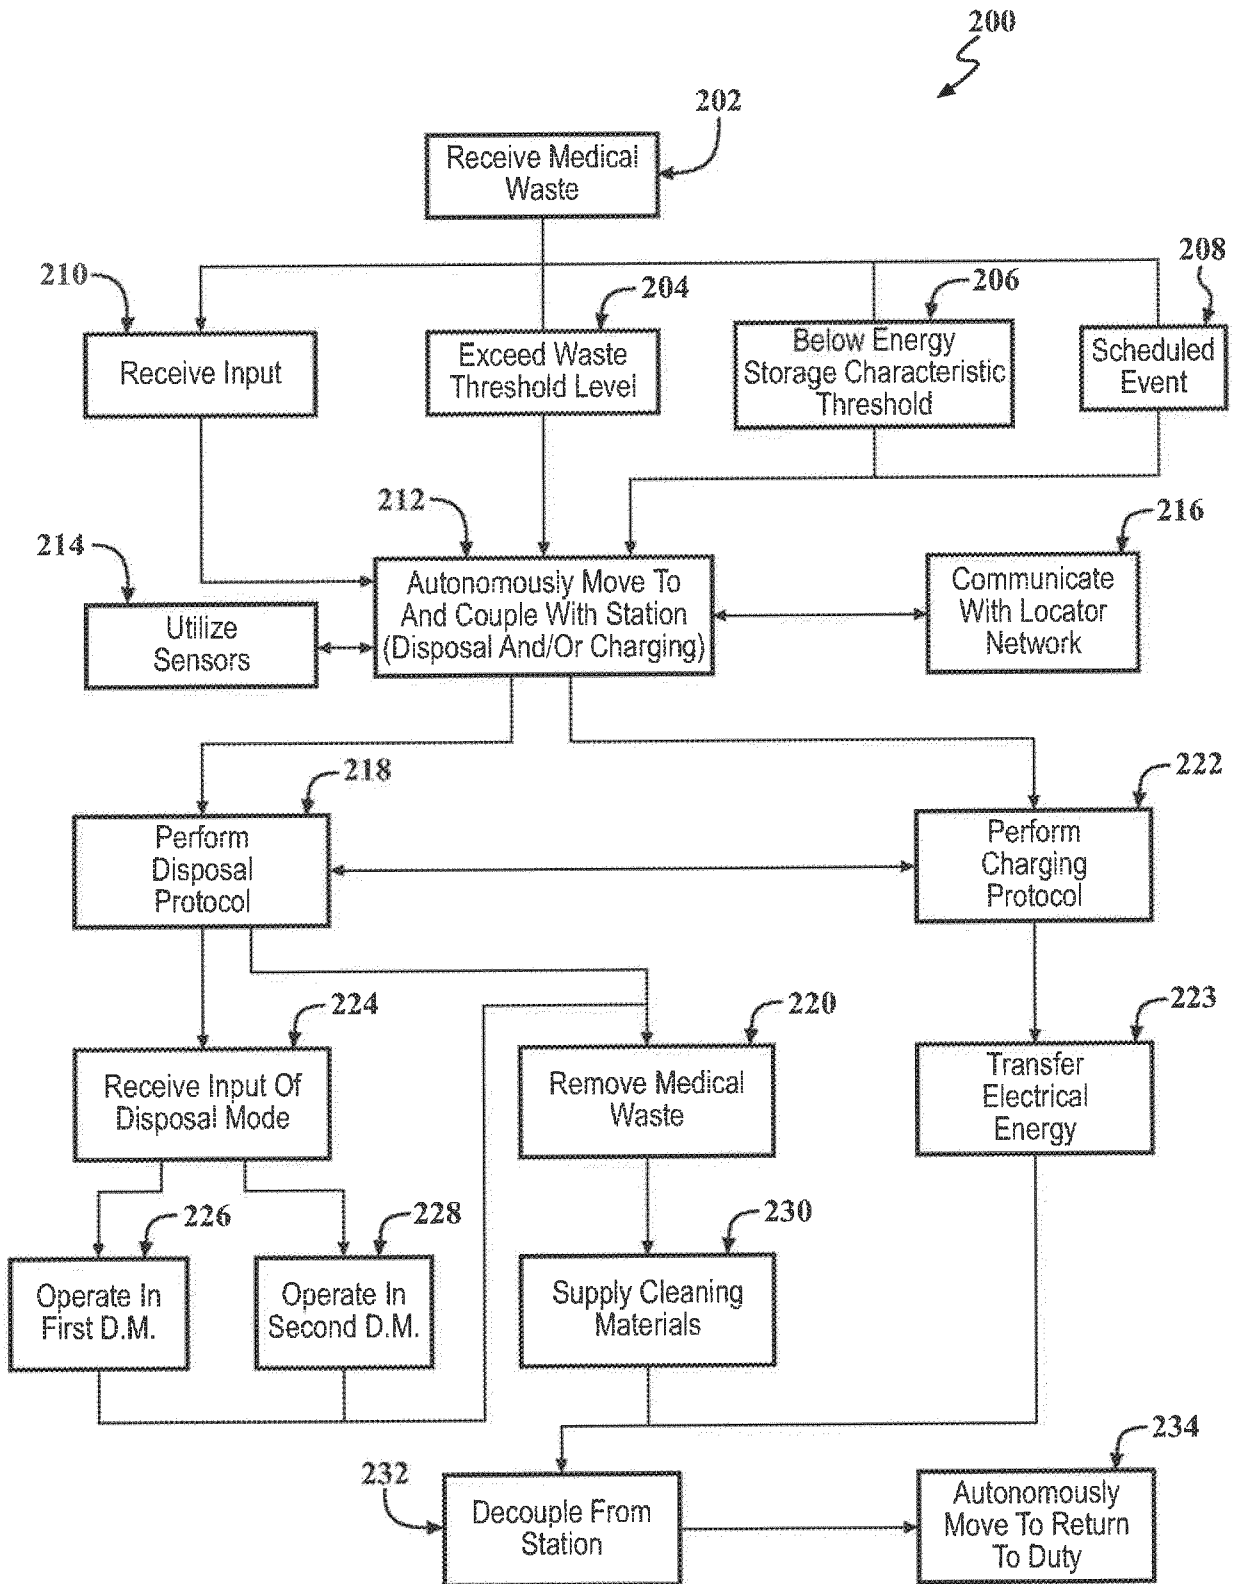 200
202
Receive Medical
Waste
210
204
206
208
Receive Input
Exceed Waste
Threshold Level
Below Energy
Storage Characteristic
Threshold
Scheduled
Event
212
214
216
Utilize
Sensors
Autonomously Move To
And Couple With Station
(Disposal And/Or Charging)
Communicate
With Locator
Network
218
222
Perform
Disposal
Protocol
Perform
Charging
Protocol
224
220
223
Receive Input Of
Disposal Mode
Remove Medical
Waste
Transfer
Electrical
Energy
226
228
230
Operate In
First D.M.
Operate In
Second D.M.
Supply Cleaning
Materials
232
234
Decouple From
Station
Autonomously
Move To Return
To Duty